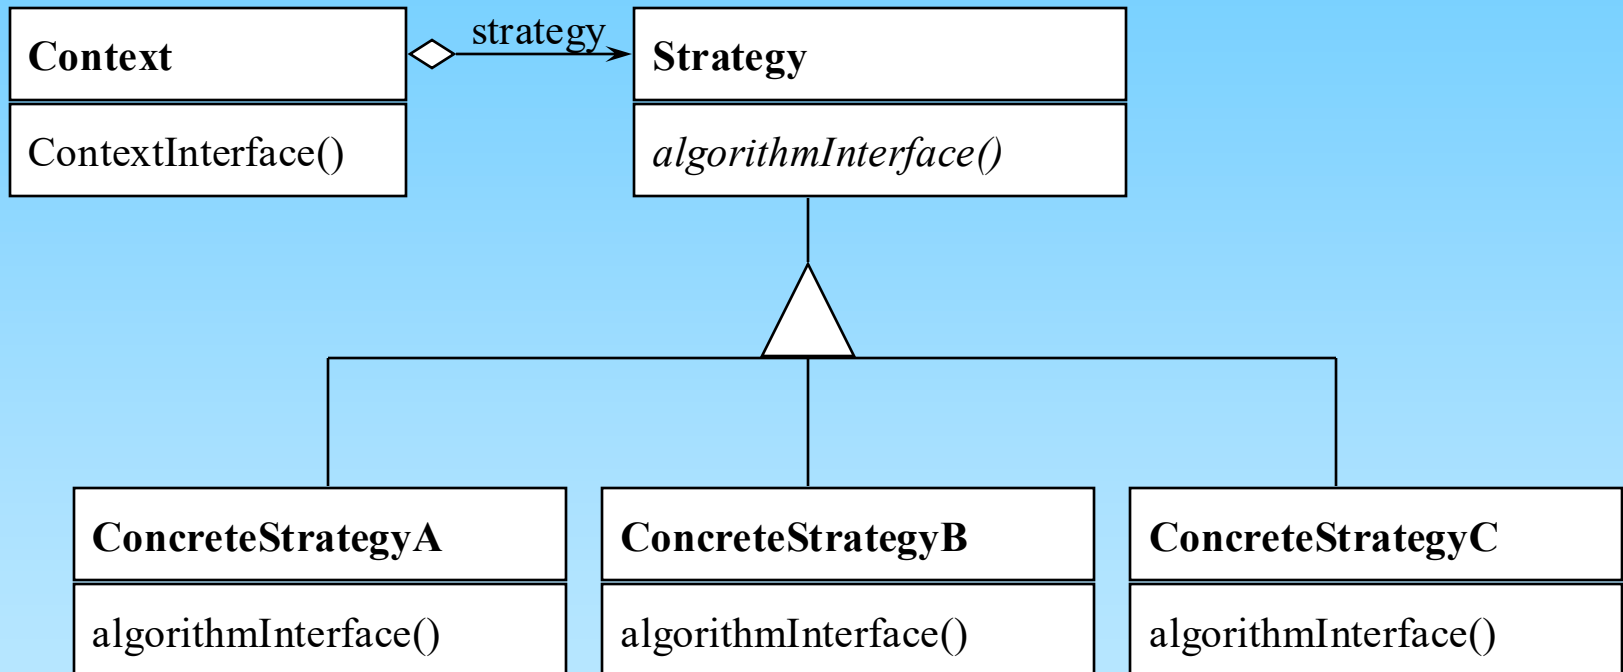 strategy
Context
Strategy
ContextInterface()
algorithmInterface()
ConcreteStrategyA
ConcreteStrategyB
ConcreteStrategyC
algorithmInterface()
algorithmInterface()
algorithmInterface()